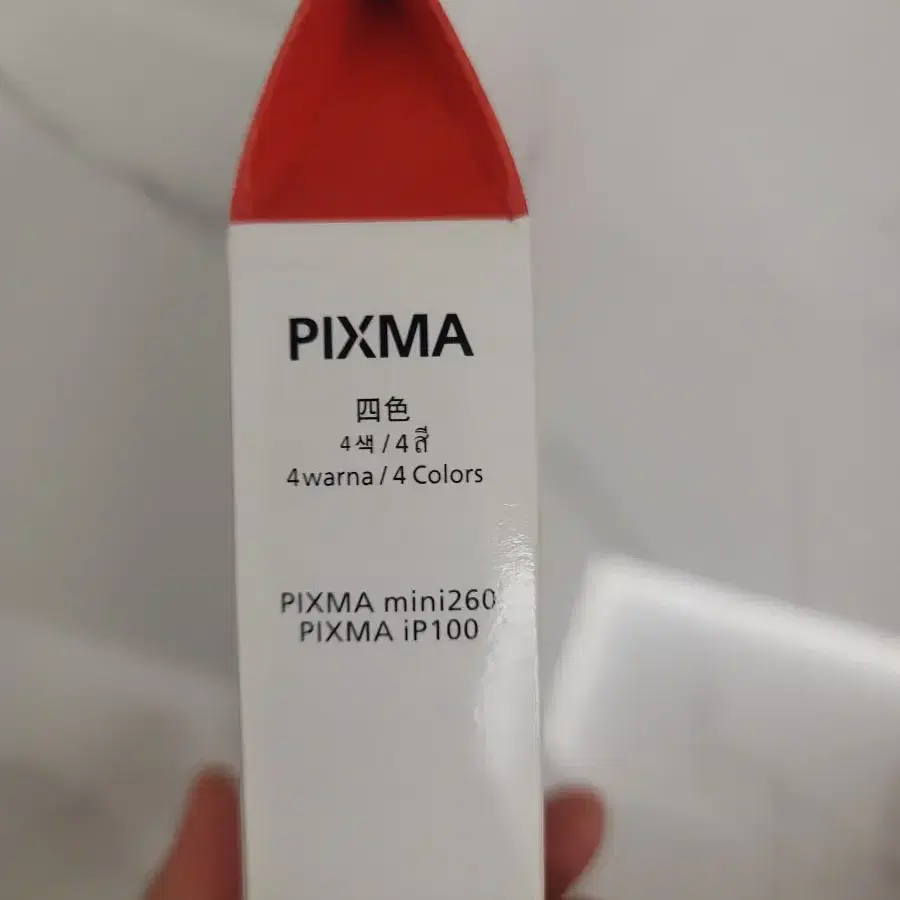 PIXMA
四色
4색 / 4สี
4warna / 4 Colors
PIXMA mini260
PIXMA iP100